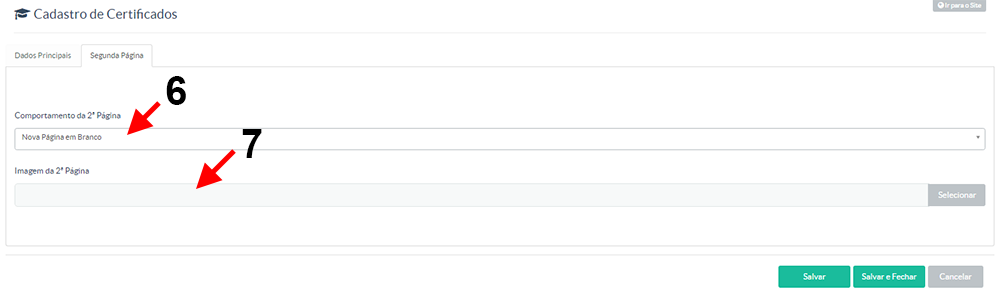 Ir para o Site
Cadastro de Certificados
Dados Principais
Segunda Página
6
Comportamento da 2ª Página
Nova Página em Branco
7
Imagem da 2ª Página
Selecionar
Salvar
Salvar e Fechar
Cancelar